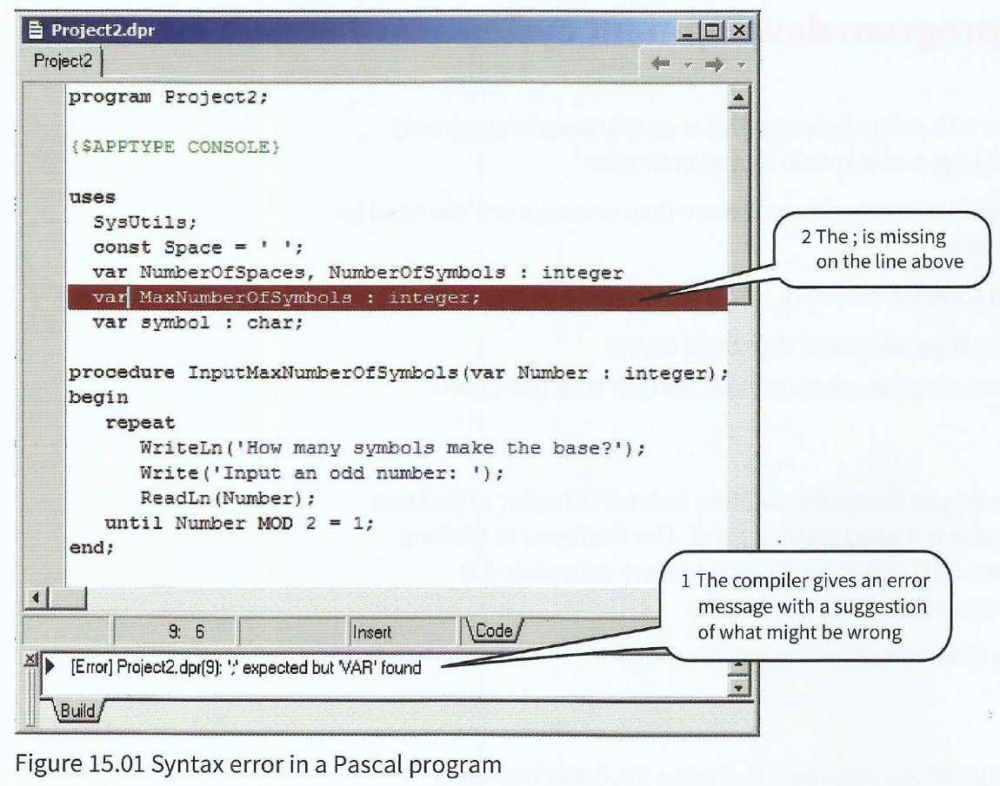 Project2.dpr
Project2
program Project2;
{$APPTYPE CONSOLE}
uses
SysUtils;
const Space = ' ';
var NumberOfSpaces, NumberOfSymbols : integer
var MaxNumberOfSymbols : integer;
var symbol : char;
procedure InputMaxNumberOfSymbols(var Number : integer);
begin
repeat
WriteLn('How many symbols make the base?');
Write('Input an odd number: ');
ReadLn(Number);
until Number MOD 2 = 1;
end;
2 The ; is missing
on the line above
1 The compiler gives an error
message with a suggestion
of what might be wrong
9: 6 Insert Code
[Error] Project2.dpr(9): ';' expected but 'VAR' found
Build
Figure 15.01 Syntax error in a Pascal program